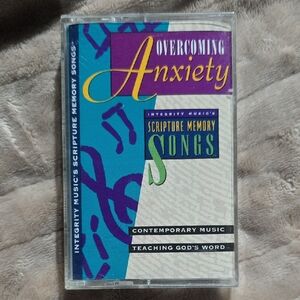 OVERCOMING
Anxiety
INTEGRITY MUSIC'S
SCRIPTURE MEMORY
SONGS
CONTEMPORARY MUSIC
TEACHING GOD'S WORD
INTEGRITY MUSIC'S SCRIPTURE MEMORY SONGS